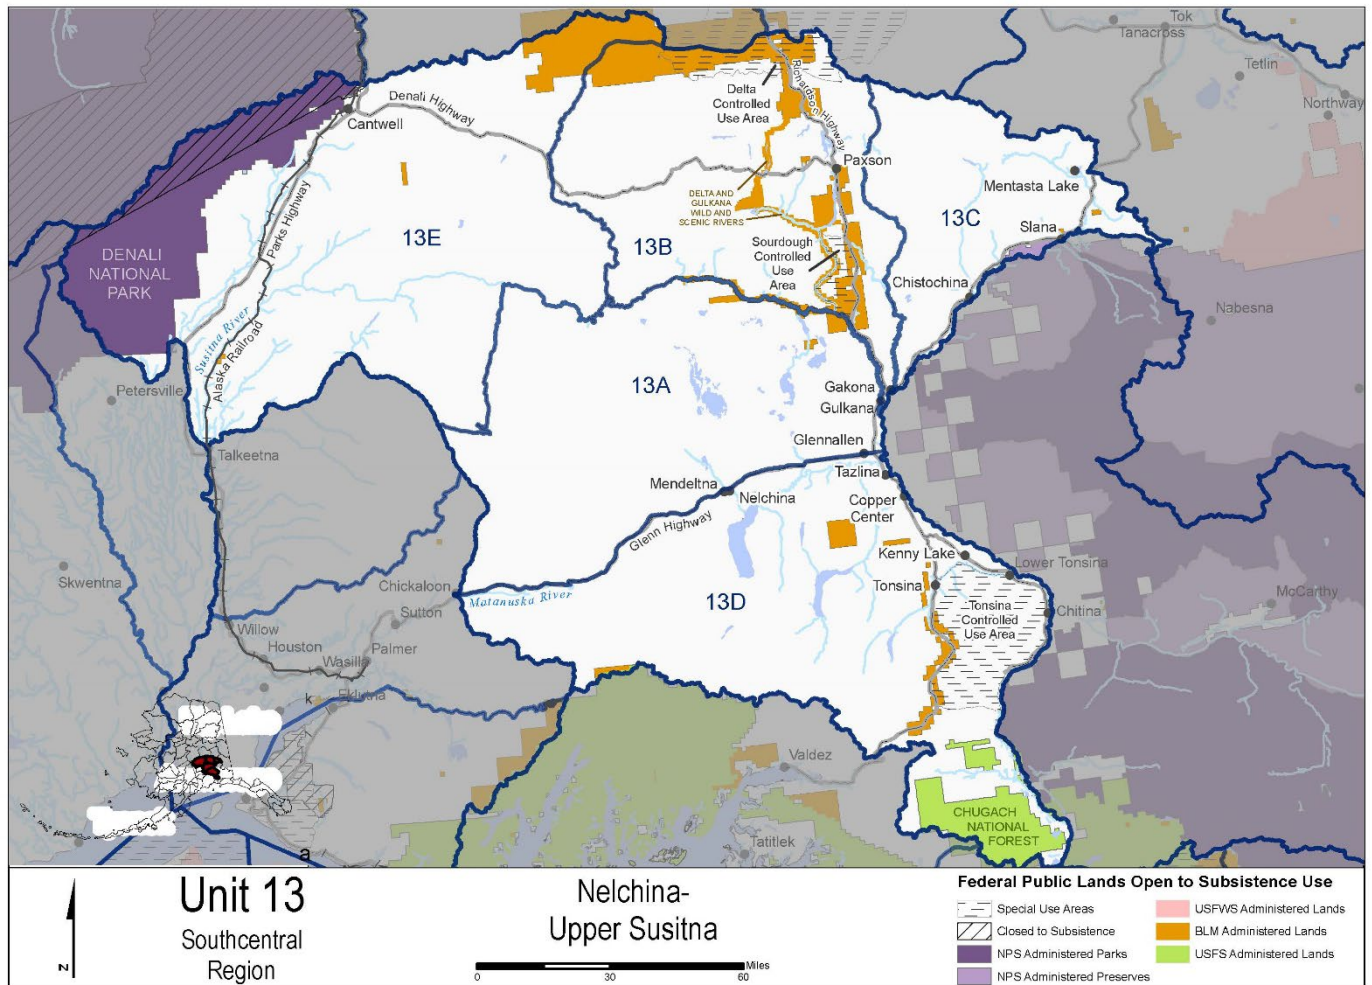 Tok
Tanacross
Tetlin
Northway
Denali Highway
Cantwell
Delta
Controlled
Use Area
Richardson Highway
Paxson
Mentasta Lake
DELTA AND
GULKANA
WILD AND
SCENIC RIVERS
13C
Slana
13E
13B
Sourdough
Controlled
Use
Area
Parks Highway
DENALI
NATIONAL
PARK
Chistochina
Nabesna
Susitna River
Alaska Railroad
Petersville
13A
Gakona
Gulkana
Glennallen
Talkeetna
Tazlina
Mendeltna
Nelchina
Copper
Center
Glenn Highway
Kenny Lake
Lower Tonsina
Skwentna
Chickaloon
Matanuska River
Tonsina
13D
Tonsina
Controlled
Use Area
Chitina
McCarthy
Sutton
Willow
Houston
Palmer
Wasilla
k
Eklutna
Valdez
Tatitlek
CHUGACH
NATIONAL
FOREST
a
N
Unit 13
Southcentral
Region
Nelchina-
Upper Susitna
Miles
0 30 60
Federal Public Lands Open to Subsistence Use
Special Use Areas
Closed to Subsistence
NPS Administered Parks
NPS Administered Preserves
USFWS Administered Lands
BLM Administered Lands
USFS Administered Lands